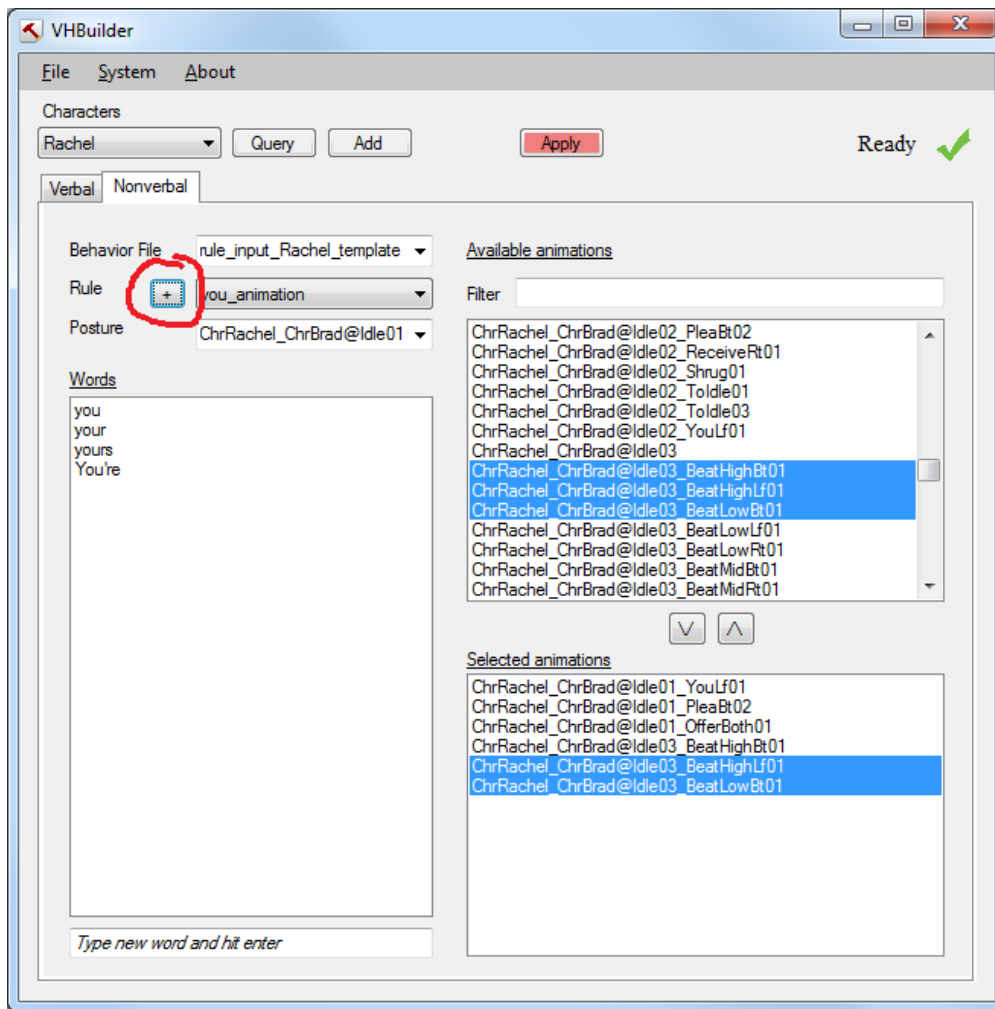 VHBuilder
File System About
Characters
Rachel Query Add Apply Ready
Verbal Nonverbal
Behavior File rule_input_Rachel_template
Rule + you_animation
Posture ChrRachel_ChrBrad@Idle01
Words
you
your
yours
You're
Type new word and hit enter
Available animations
Filter
ChrRachel_ChrBrad@Idle02_PleaBt02
ChrRachel_ChrBrad@Idle02_ReceiveRt01
ChrRachel_ChrBrad@Idle02_Shrug01
ChrRachel_ChrBrad@Idle02_ToIdle01
ChrRachel_ChrBrad@Idle02_ToIdle03
ChrRachel_ChrBrad@Idle02_YouLf01
ChrRachel_ChrBrad@Idle03
ChrRachel_ChrBrad@Idle03_BeatHighBt01
ChrRachel_ChrBrad@Idle03_BeatHighLf01
ChrRachel_ChrBrad@Idle03_BeatLowBt01
ChrRachel_ChrBrad@Idle03_BeatLowLf01
ChrRachel_ChrBrad@Idle03_BeatLowRt01
ChrRachel_ChrBrad@Idle03_BeatMidBt01
ChrRachel_ChrBrad@Idle03_BeatMidRt01
Selected animations
ChrRachel_ChrBrad@Idle01_YouLf01
ChrRachel_ChrBrad@Idle01_PleaBt02
ChrRachel_ChrBrad@Idle01_OfferBoth01
ChrRachel_ChrBrad@Idle03_BeatHighBt01
ChrRachel_ChrBrad@Idle03_BeatHighLf01
ChrRachel_ChrBrad@Idle03_BeatLowBt01